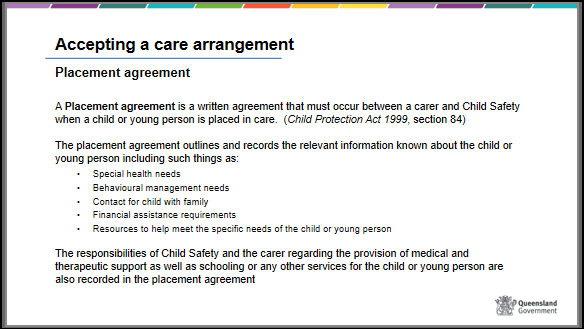 Accepting a care arrangement
Placement agreement
A Placement agreement is a written agreement that must occur between a carer and Child Safety
when a child or young person is placed in care.  (Child Protection Act 1999, section 84)
The placement agreement outlines and records the relevant information known about the child or
young person including such things as:
• Special health needs
• Behavioural management needs
• Contact for child with family
• Financial assistance requirements
• Resources to help meet the specific needs of the child or young person
The responsibilities of Child Safety and the carer regarding the provision of medical and
therapeutic support as well as schooling or any other services for the child or young person are
also recorded in the placement agreement
Queensland
Government